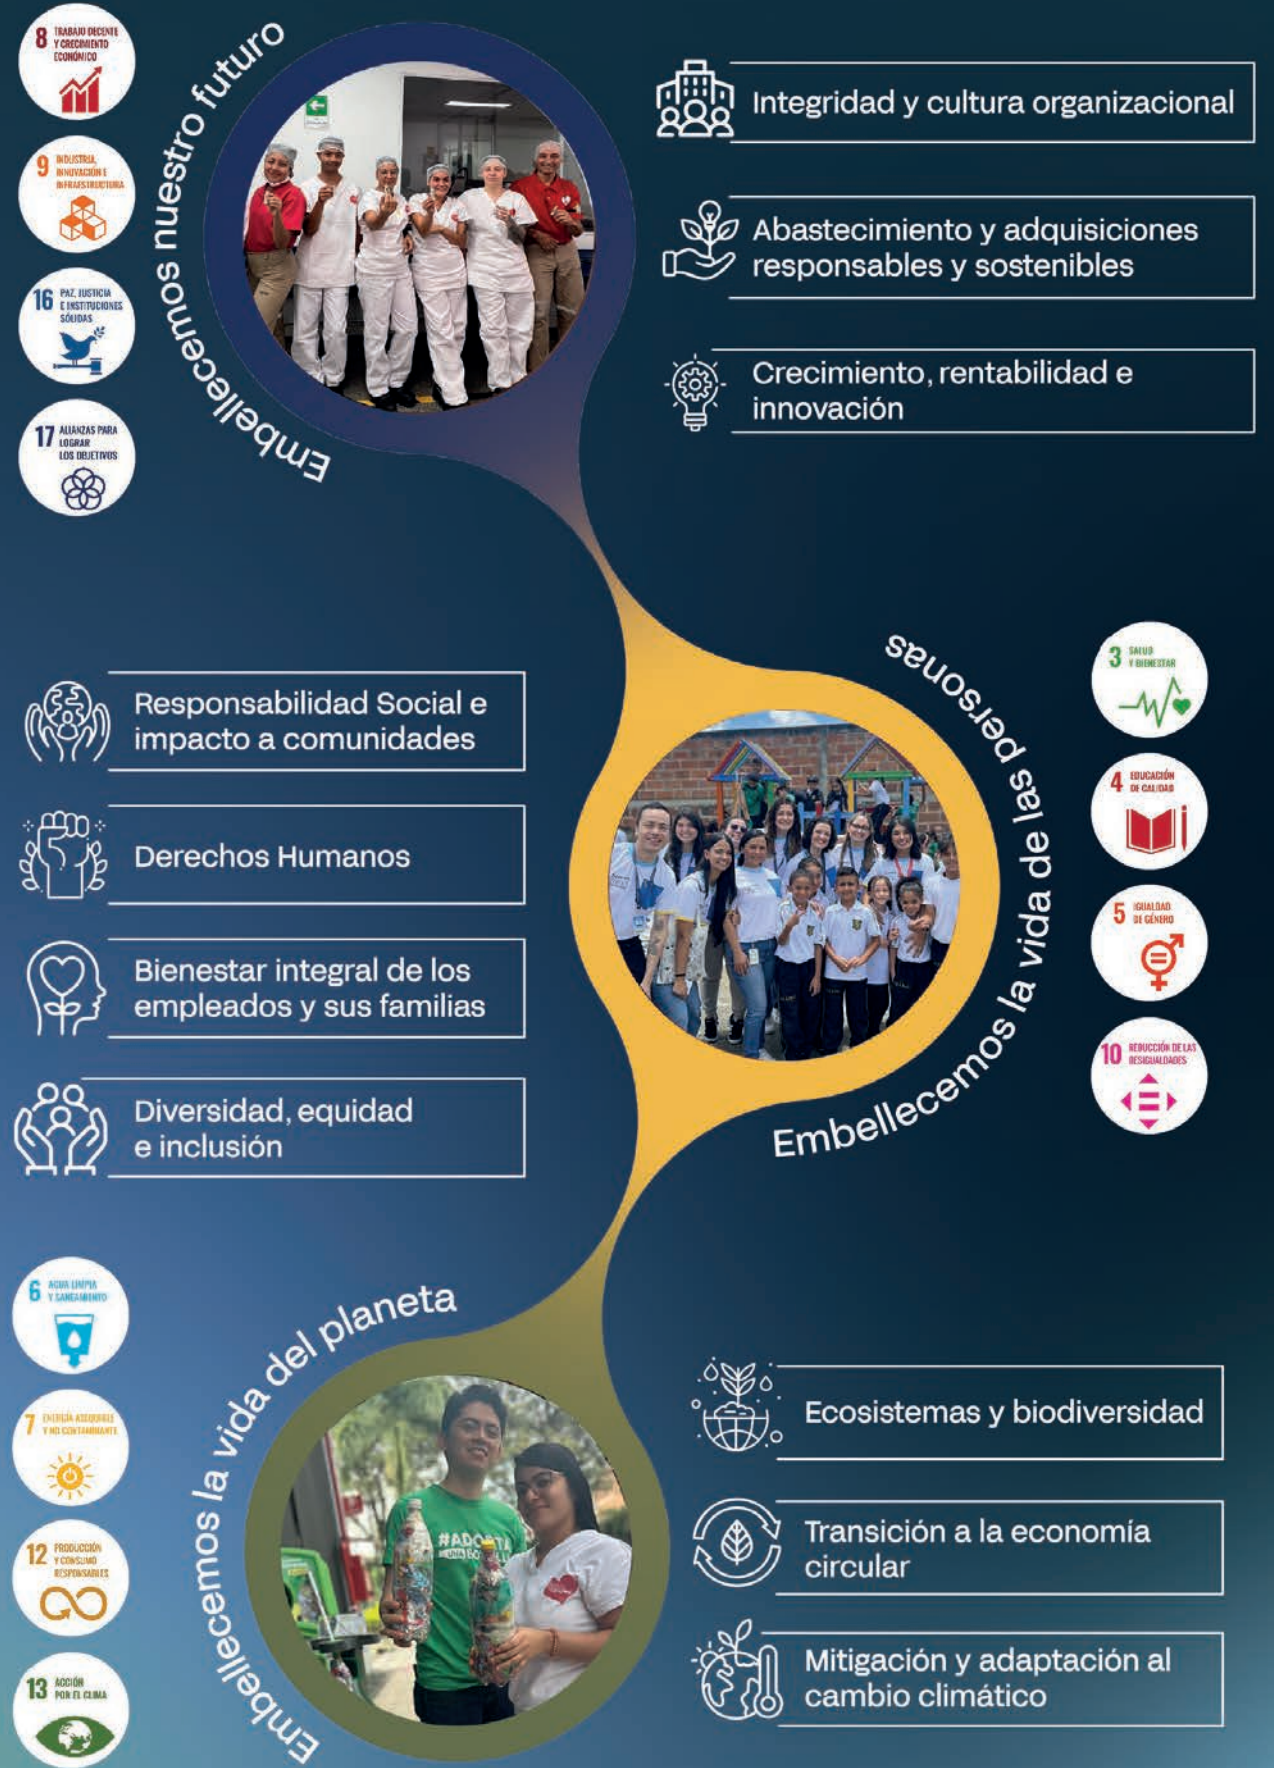 8 TRABAJO DECENTE
Y CRECIMIENTO
ECONÓMICO
9 INDUSTRIA,
INNOVACIÓN E
INFRAESTRUCTURA
16 PAZ, JUSTICIA
E INSTITUCIONES
SÓLIDAS
17 ALIANZAS PARA
LOGRAR
LOS OBJETIVOS
Embellecemos nuestro futuro
Integridad y cultura organizacional
Abastecimiento y adquisiciones
responsables y sostenibles
Crecimiento, rentabilidad e
innovación
Responsabilidad Social e
impacto a comunidades
Derechos Humanos
Bienestar integral de los
empleados y sus familias
Diversidad, equidad
e inclusión
Embellecemos la vida de las personas
3 SALUD
Y BIENESTAR
4 EDUCACIÓN
DE CALIDAD
5 IGUALDAD
DE GÉNERO
10 REDUCCIÓN DE LAS
DESIGUALDADES
6 AGUA LIMPIA
Y SANEAMIENTO
7 ENERGÍA ASEQUIBLE
Y NO CONTAMINANTE
12 PRODUCCIÓN
Y CONSUMO
RESPONSABLES
13 ACCIÓN
POR EL CLIMA
Embellecemos la vida del planeta
#ADOPTA
UNA
Ecosistemas y biodiversidad
Transición a la economía
circular
Mitigación y adaptación al
cambio climático